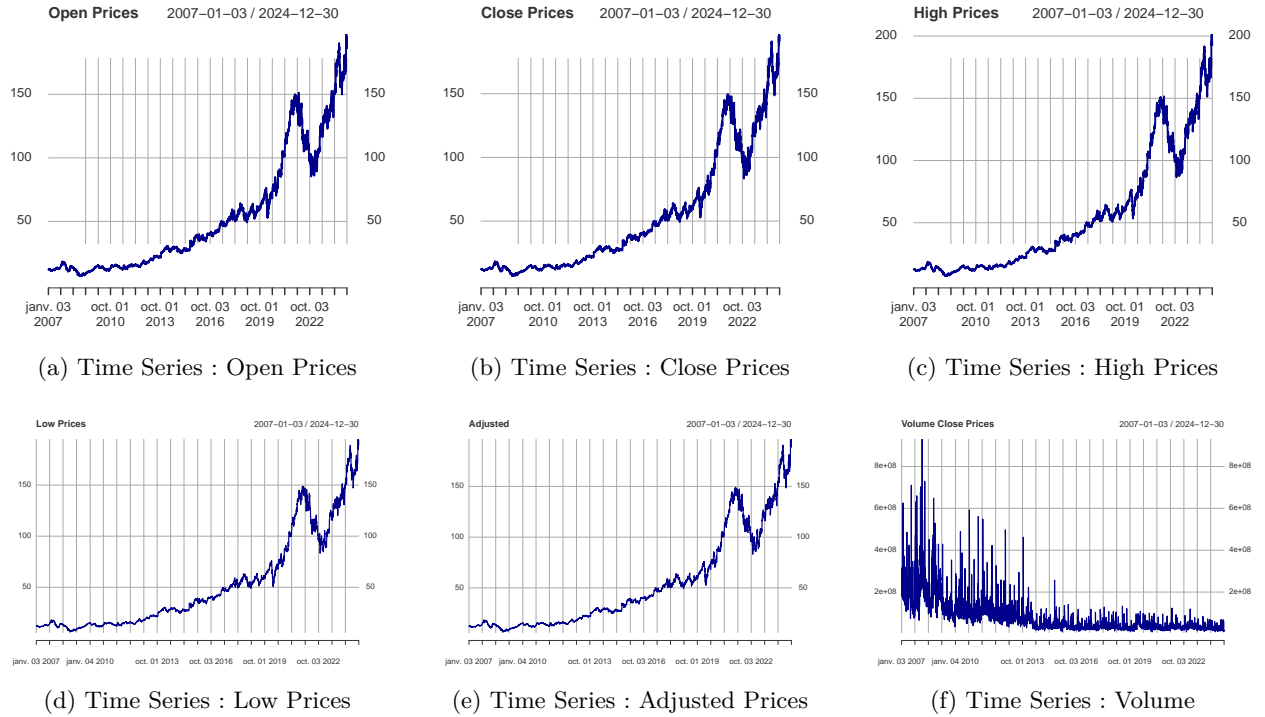 Open Prices 2007−01−03 / 2024−12−30
150 150
100 100
50 50
janv. 03 oct. 01 oct. 01 oct. 03 oct. 01 oct. 03
2007 2010 2013 2016 2019 2022
(a) Time Series : Open Prices
Close Prices 2007−01−03 / 2024−12−30
150 150
100 100
50 50
janv. 03 oct. 01 oct. 01 oct. 03 oct. 01 oct. 03
2007 2010 2013 2016 2019 2022
(b) Time Series : Close Prices
High Prices 2007−01−03 / 2024−12−30
200 200
150 150
100 100
50 50
janv. 03 oct. 01 oct. 01 oct. 03 oct. 01 oct. 03
2007 2010 2013 2016 2019 2022
(c) Time Series : High Prices
Low Prices 2007−01−03 / 2024−12−30
150 150
100 100
50 50
janv. 03 2007 janv. 04 2010 oct. 01 2013 oct. 03 2016 oct. 01 2019 oct. 03 2022
(d) Time Series : Low Prices
Adjusted 2007−01−03 / 2024−12−30
150 150
100 100
50 50
janv. 03 2007 janv. 04 2010 oct. 01 2013 oct. 03 2016 oct. 01 2019 oct. 03 2022
(e) Time Series : Adjusted Prices
Volume Close Prices 2007−01−03 / 2024−12−30
8e+08 8e+08
6e+08 6e+08
4e+08 4e+08
2e+08 2e+08
janv. 03 2007 janv. 04 2010 oct. 01 2013 oct. 03 2016 oct. 01 2019 oct. 03 2022
(f) Time Series : Volume